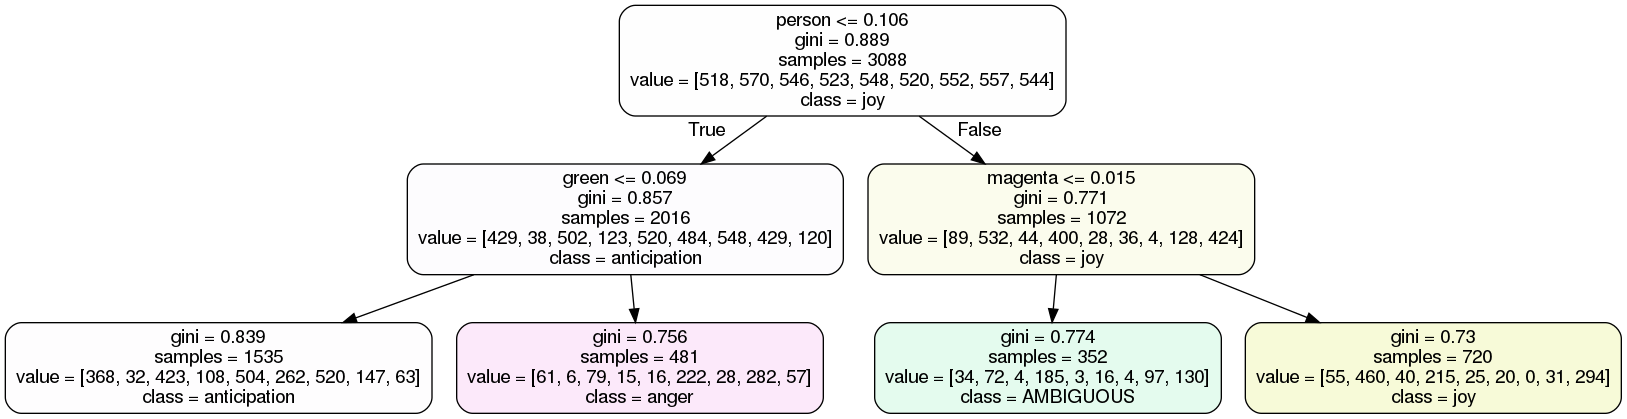 person <= 0.106
gini = 0.889
samples = 3088
value = [518, 570, 546, 523, 548, 520, 552, 557, 544]
class = joy
True
False
green <= 0.069
gini = 0.857
samples = 2016
value = [429, 38, 502, 123, 520, 484, 548, 429, 120]
class = anticipation
magenta <= 0.015
gini = 0.771
samples = 1072
value = [89, 532, 44, 400, 28, 36, 4, 128, 424]
class = joy
gini = 0.839
samples = 1535
value = [368, 32, 423, 108, 504, 262, 520, 147, 63]
class = anticipation
gini = 0.756
samples = 481
value = [61, 6, 79, 15, 16, 222, 28, 282, 57]
class = anger
gini = 0.774
samples = 352
value = [34, 72, 4, 185, 3, 16, 4, 97, 130]
class = AMBIGUOUS
gini = 0.73
samples = 720
value = [55, 460, 40, 215, 25, 20, 0, 31, 294]
class = joy